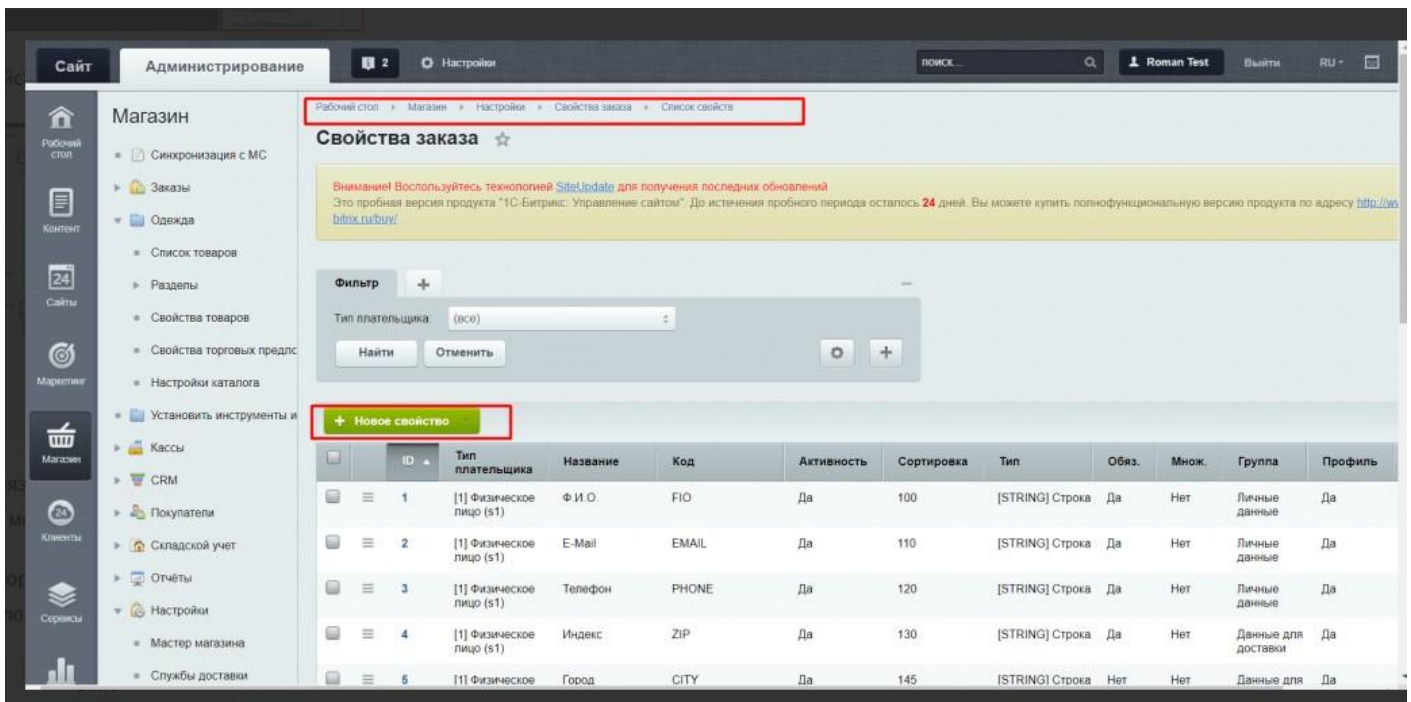 Сайт
Администрирование
2
Настройки
поиск...
Roman Test
Выйти
RU
Рабочий стол
Контент
24
Сайты
Маркетинг
Магазин
24
Клиенты
Сервисы
Магазин
Синхронизация с МС
Заказы
Одежда
Список товаров
Разделы
Свойства товаров
Свойства торговых предлс
Настройки каталога
Установить инструменты и
Кассы
CRM
Покупатели
Складской учет
Отчёты
Настройки
Мастер магазина
Службы доставки
Рабочий стол Магазин Настройки Свойства заказа Список свойств
Свойства заказа
Внимание! Воспользуйтесь технологией SiteUpdate для получения последних обновлений
Это пробная версия продукта "1С-Битрикс: Управление сайтом". До истечения пробного периода осталось 24 дней. Вы можете купить полнофункциональную версию продукта по адресу http://ww
bitrix.ru/buy/
Фильтр
Тип плательщика: (все)
Найти Отменить
+ Новое свойство
ID Тип плательщика Название Код Активность Сортировка Тип Обяз. Множ. Группа Профиль
1 [1] Физическое лицо (s1) Ф.И.О. FIO Да 100 [STRING] Строка Да Нет Личные данные Да
2 [1] Физическое лицо (s1) E-Mail EMAIL Да 110 [STRING] Строка Да Нет Личные данные Да
3 [1] Физическое лицо (s1) Телефон PHONE Да 120 [STRING] Строка Да Нет Личные данные Да
4 [1] Физическое лицо (s1) Индекс ZIP Да 130 [STRING] Строка Да Нет Данные для доставки Да
5 [1] Физическое Город CITY Да 145 [STRING] Строка Нет Нет Данные для Да